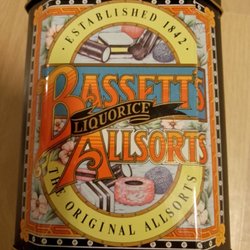 · ESTABLISHED 1842 ·
BASSETT'S
LIQUORICE
ALLSORTS
THE ORIGINAL ALLSORTS